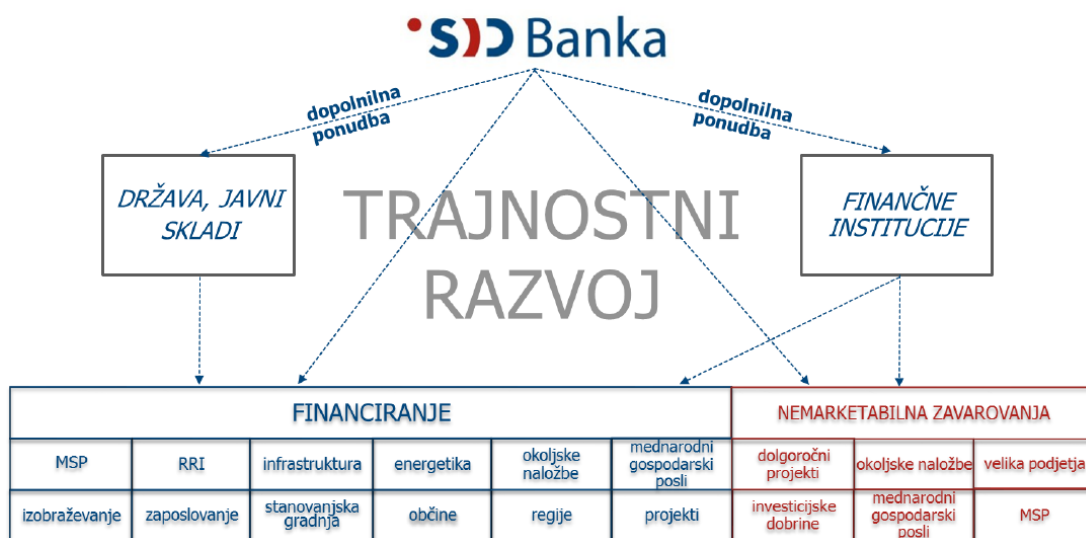 SID Banka
dopolnilna
ponudba
dopolnilna
ponudba
DRŽAVA, JAVNI
SKLADI
TRAJNOSTNI
RAZVOJ
FINANČNE
INSTITUCIJE
FINANCIRANJE
NEMARKETABILNA ZAVAROVANJA
MSP
RRI
infrastruktura
energetika
okoljske
naložbe
mednarodni
gospodarski
posli
dolgoročni
projekti
okoljske naložbe
velika podjetja
izobraževanje
zaposlovanje
stanovanjska
gradnja
občine
regije
projekti
investicijske
dobrine
mednarodni
gospodarski
posli
MSP